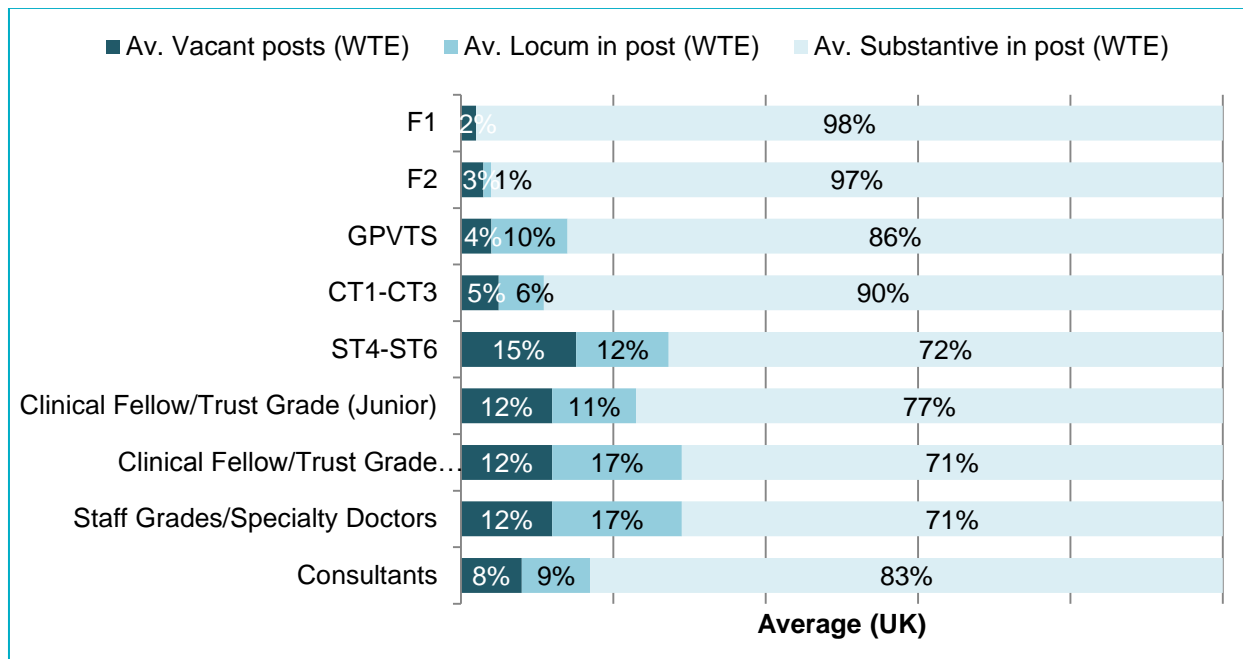 Av. Vacant posts (WTE) Av. Locum in post (WTE) Av. Substantive in post (WTE)
F1 2% 98%
F2 3% 1% 97%
GPVTS 4% 10% 86%
CT1-CT3 5% 6% 90%
ST4-ST6 15% 12% 72%
Clinical Fellow/Trust Grade (Junior) 12% 11% 77%
Clinical Fellow/Trust Grade… 12% 17% 71%
Staff Grades/Specialty Doctors 12% 17% 71%
Consultants 8% 9% 83%
Average (UK)